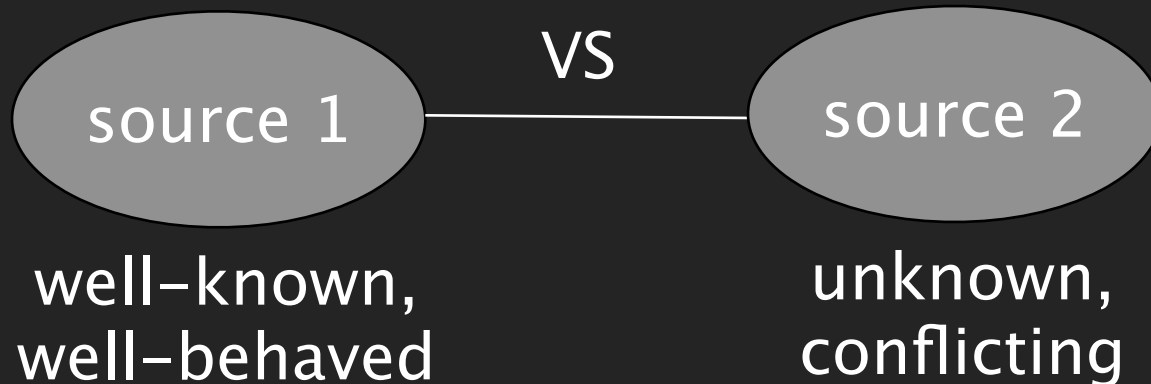 VS
source 1
source 2
well-known,
well-behaved
unknown,
conflicting